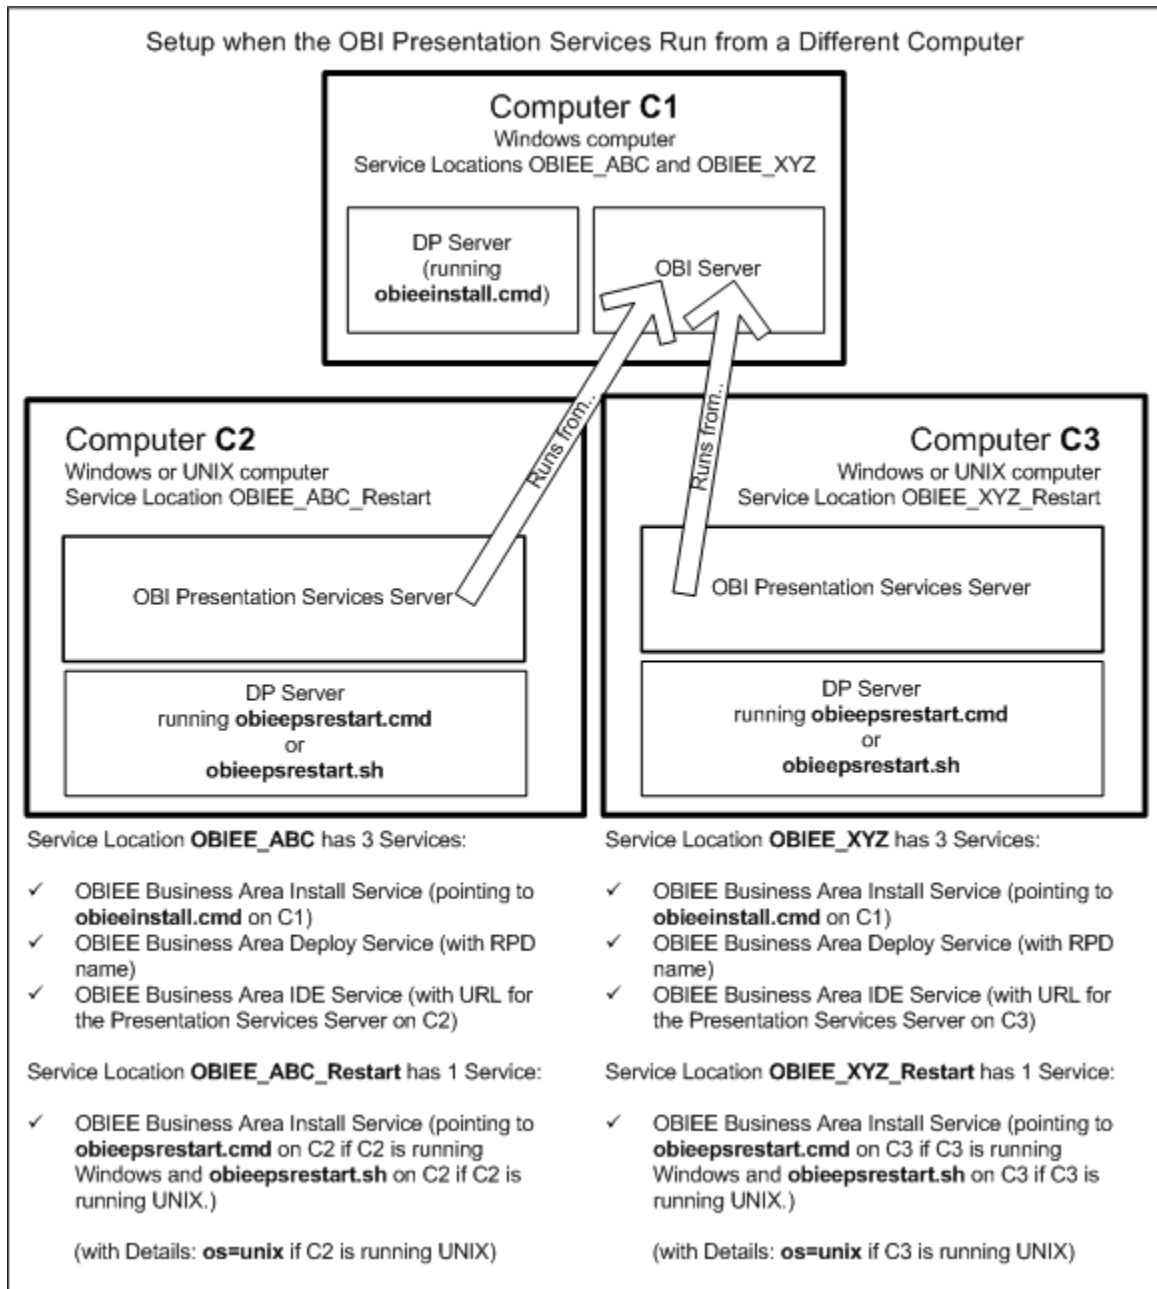 Setup when the OBI Presentation Services Run from a Different Computer
Computer C1
Windows computer
Service Locations OBIEE_ABC and OBIEE_XYZ
DP Server
(running
obieeinstall.cmd)
OBI Server
Runs from..
Runs from..
Computer C2
Windows or UNIX computer
Service Location OBIEE_ABC_Restart
OBI Presentation Services Server
DP Server
running obieepsrestart.cmd
or
obieepsrestart.sh
Computer C3
Windows or UNIX computer
Service Location OBIEE_XYZ_Restart
OBI Presentation Services Server
DP Server
running obieepsrestart.cmd
or
obieepsrestart.sh
Service Location OBIEE_ABC has 3 Services:
✓ OBIEE Business Area Install Service (pointing to
obieeinstall.cmd on C1)
✓ OBIEE Business Area Deploy Service (with RPD
name)
✓ OBIEE Business Area IDE Service (with URL for
the Presentation Services Server on C2)
Service Location OBIEE_ABC_Restart has 1 Service:
✓ OBIEE Business Area Install Service (pointing to
obieepsrestart.cmd on C2 if C2 is running
Windows and obieepsrestart.sh on C2 if C2 is
running UNIX.)
(with Details: os=unix if C2 is running UNIX)
Service Location OBIEE_XYZ has 3 Services:
✓ OBIEE Business Area Install Service (pointing to
obieeinstall.cmd on C1)
✓ OBIEE Business Area Deploy Service (with RPD
name)
✓ OBIEE Business Area IDE Service (with URL for
the Presentation Services Server on C3)
Service Location OBIEE_XYZ_Restart has 1 Service:
✓ OBIEE Business Area Install Service (pointing to
obieepsrestart.cmd on C3 if C3 is running
Windows and obieepsrestart.sh on C3 if C3 is
running UNIX.)
(with Details: os=unix if C3 is running UNIX)